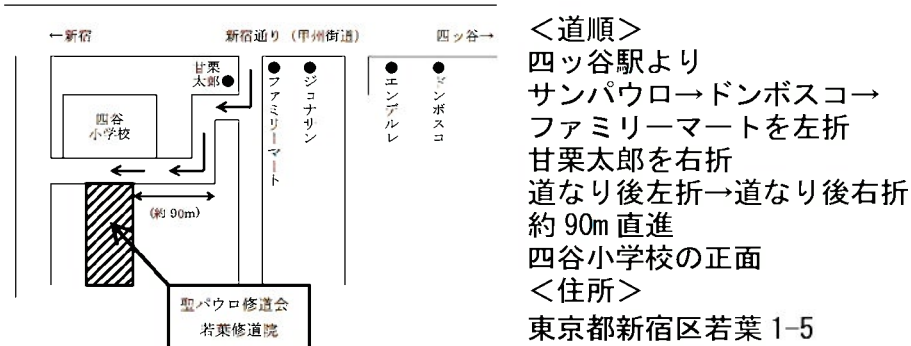 ←新宿
新宿通り（甲州街道）
四ッ谷→
甘栗
太郎
ファミリーマート
ジョナサン
エンデルレ
ドンボスコ
四谷
小学校
(約 90m)
聖パウロ修道会
若葉修道院
＜道順＞
四ッ谷駅より
サンパウロ→ドンボスコ→
ファミリーマートを左折
甘栗太郎を右折
道なり後左折→道なり後右折
約 90m 直進
四谷小学校の正面
＜住所＞
東京都新宿区若葉 1-5